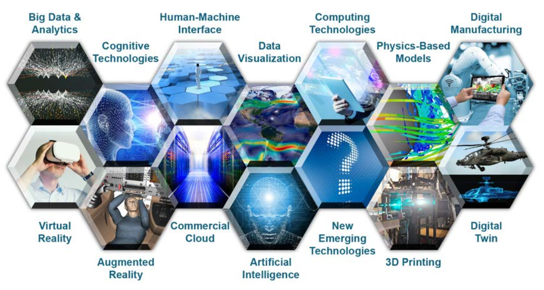 Big Data &
Analytics
Cognitive
Technologies
Human-Machine
Interface
Data
Visualization
Computing
Technologies
Physics-Based
Models
Digital
Manufacturing
Virtual
Reality
Augmented
Reality
Commercial
Cloud
Artificial
Intelligence
New
Emerging
Technologies
3D Printing
Digital
Twin
?